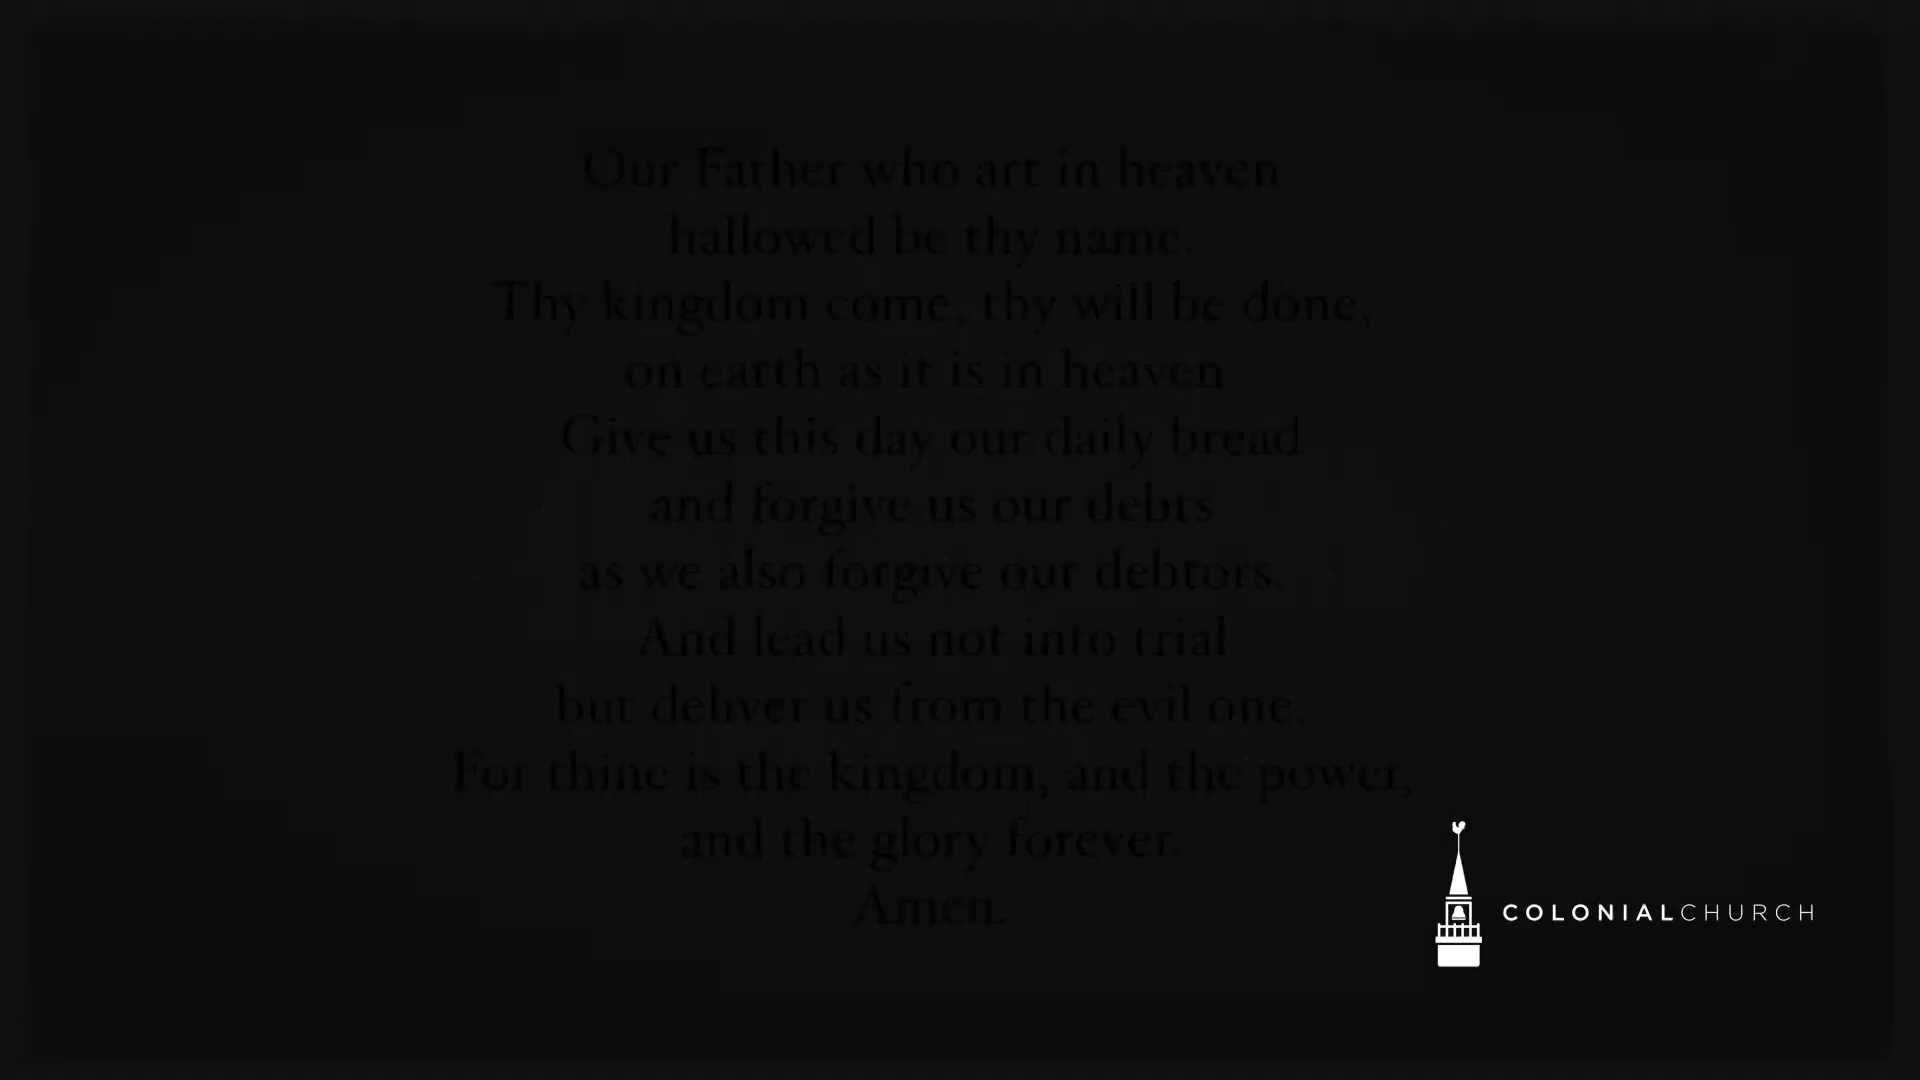 Our Father who art in heaven
hallowed be thy name.
Thy kingdom come, thy will be done,
on earth as it is in heaven
Give us this day our daily bread
and forgive us our debts
as we also forgive our debtors.
And lead us not into trial
but deliver us from the evil one.
For thine is the kingdom, and the power,
and the glory forever.
Amen.
COLONIALCHURCH